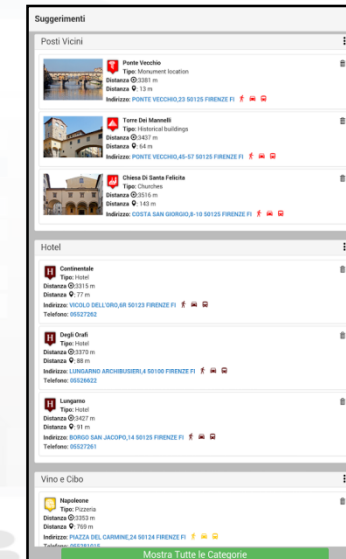 Suggerimenti
Posti Vicini
Ponte Vecchio
Tipo: Monument location
Distanza 3381 m
Distanza : 13 m
Indirizzo: PONTE VECCHIO,23 50125 FIRENZE FI
Torre Dei Mannelli
Tipo: Historical buildings
Distanza 3437 m
Distanza : 64 m
Indirizzo: PONTE VECCHIO,45-57 50125 FIRENZE FI
Chiesa Di Santa Felicita
Tipo: Churches
Distanza 3516 m
Distanza : 143 m
Indirizzo: COSTA SAN GIORGIO,8-10 50125 FIRENZE FI
Hotel
H Continentale
Tipo: Hotel
Distanza 3315 m
Distanza : 77 m
Indirizzo: VICOLO DELL'ORO,6R 50123 FIRENZE FI
Telefono: 05527262
H Degli Orafi
Tipo: Hotel
Distanza 3370 m
Distanza : 88 m
Indirizzo: LUNGARNO ARCHIBUSIERI,4 50100 FIRENZE FI
Telefono: 05526622
H Lungarno
Tipo: Hotel
Distanza 3427 m
Distanza : 91 m
Indirizzo: BORGO SAN JACOPO,14 50125 FIRENZE FI
Telefono: 05527261
Vino e Cibo
Napoleone
Tipo: Pizzeria
Distanza 3353 m
Distanza : 769 m
Indirizzo: PIAZZA DEL CARMINE,24 50124 FIRENZE FI
Mostra Tutte le Categorie